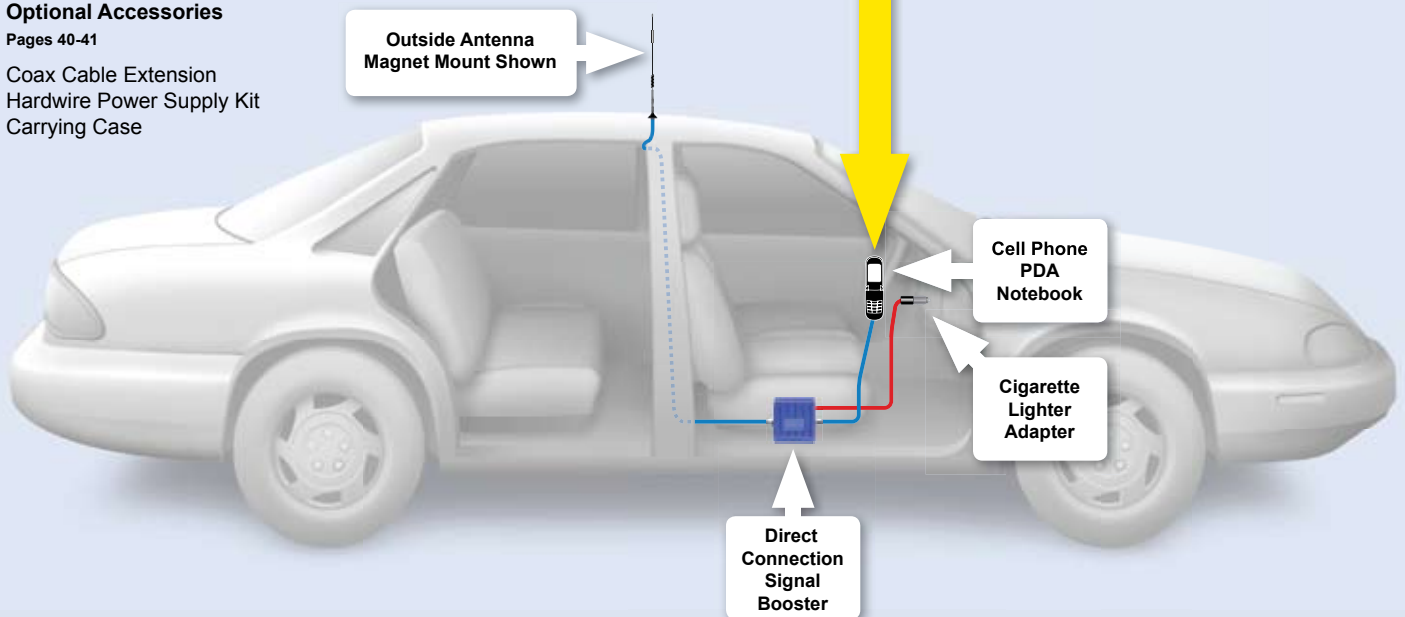 Optional Accessories
Pages 40-41
Coax Cable Extension
Hardwire Power Supply Kit
Carrying Case
Outside Antenna
Magnet Mount Shown
Cell Phone
PDA
Notebook
Cigarette
Lighter
Adapter
Direct
Connection
Signal
Booster